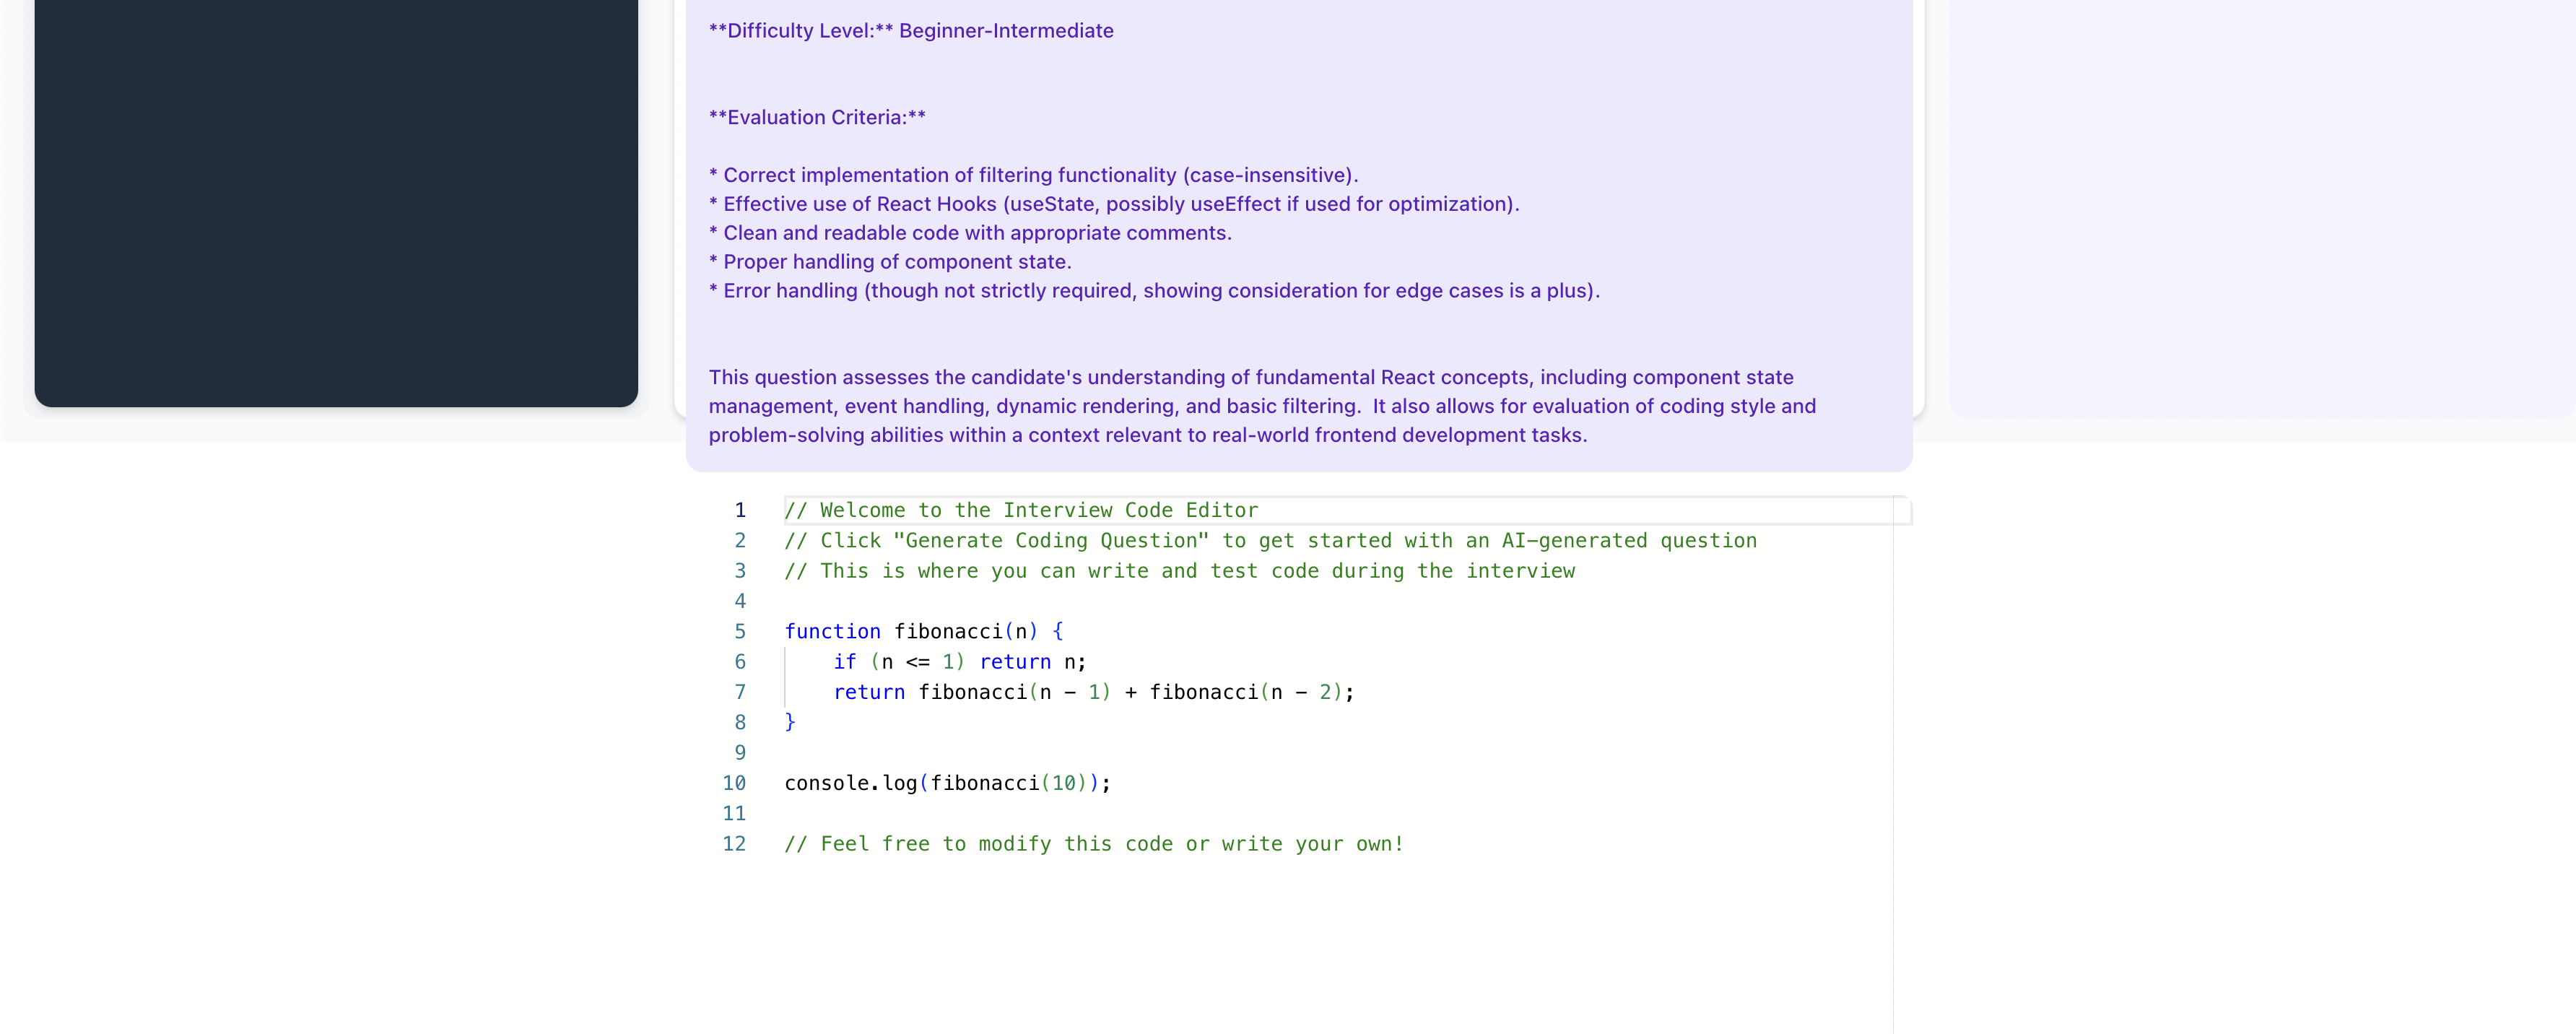 **Difficulty Level:** Beginner-Intermediate
**Evaluation Criteria:**
* Correct implementation of filtering functionality (case-insensitive).
* Effective use of React Hooks (useState, possibly useEffect if used for optimization).
* Clean and readable code with appropriate comments.
* Proper handling of component state.
* Error handling (though not strictly required, showing consideration for edge cases is a plus).
This question assesses the candidate's understanding of fundamental React concepts, including component state
management, event handling, dynamic rendering, and basic filtering.  It also allows for evaluation of coding style and
problem-solving abilities within a context relevant to real-world frontend development tasks.
1 // Welcome to the Interview Code Editor
2 // Click "Generate Coding Question" to get started with an AI-generated question
3 // This is where you can write and test code during the interview
4
5 function fibonacci(n) {
6     if (n <= 1) return n;
7     return fibonacci(n - 1) + fibonacci(n - 2);
8 }
9
10 console.log(fibonacci(10));
11
12 // Feel free to modify this code or write your own!